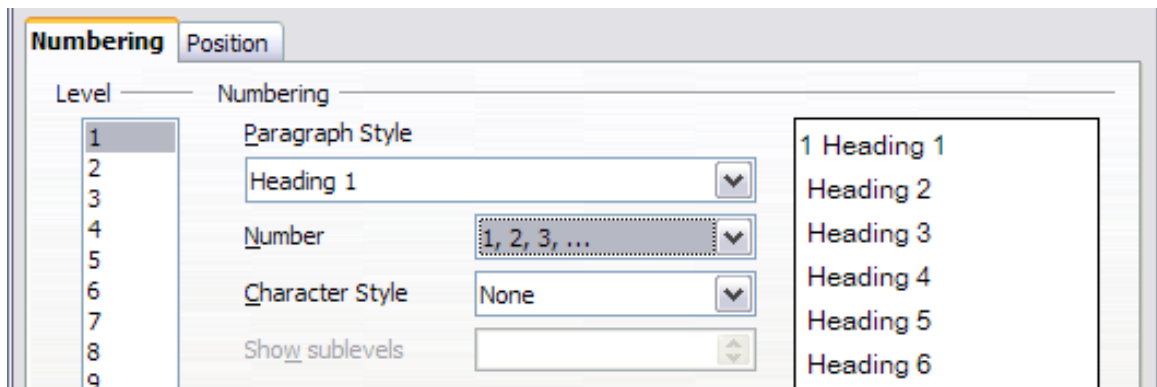 Numbering Position
Level Numbering
1
2
3
4
5
6
7
8
9
Paragraph Style
Heading 1
Number 1, 2, 3, ...
Character Style None
Show sublevels
1 Heading 1
Heading 2
Heading 3
Heading 4
Heading 5
Heading 6